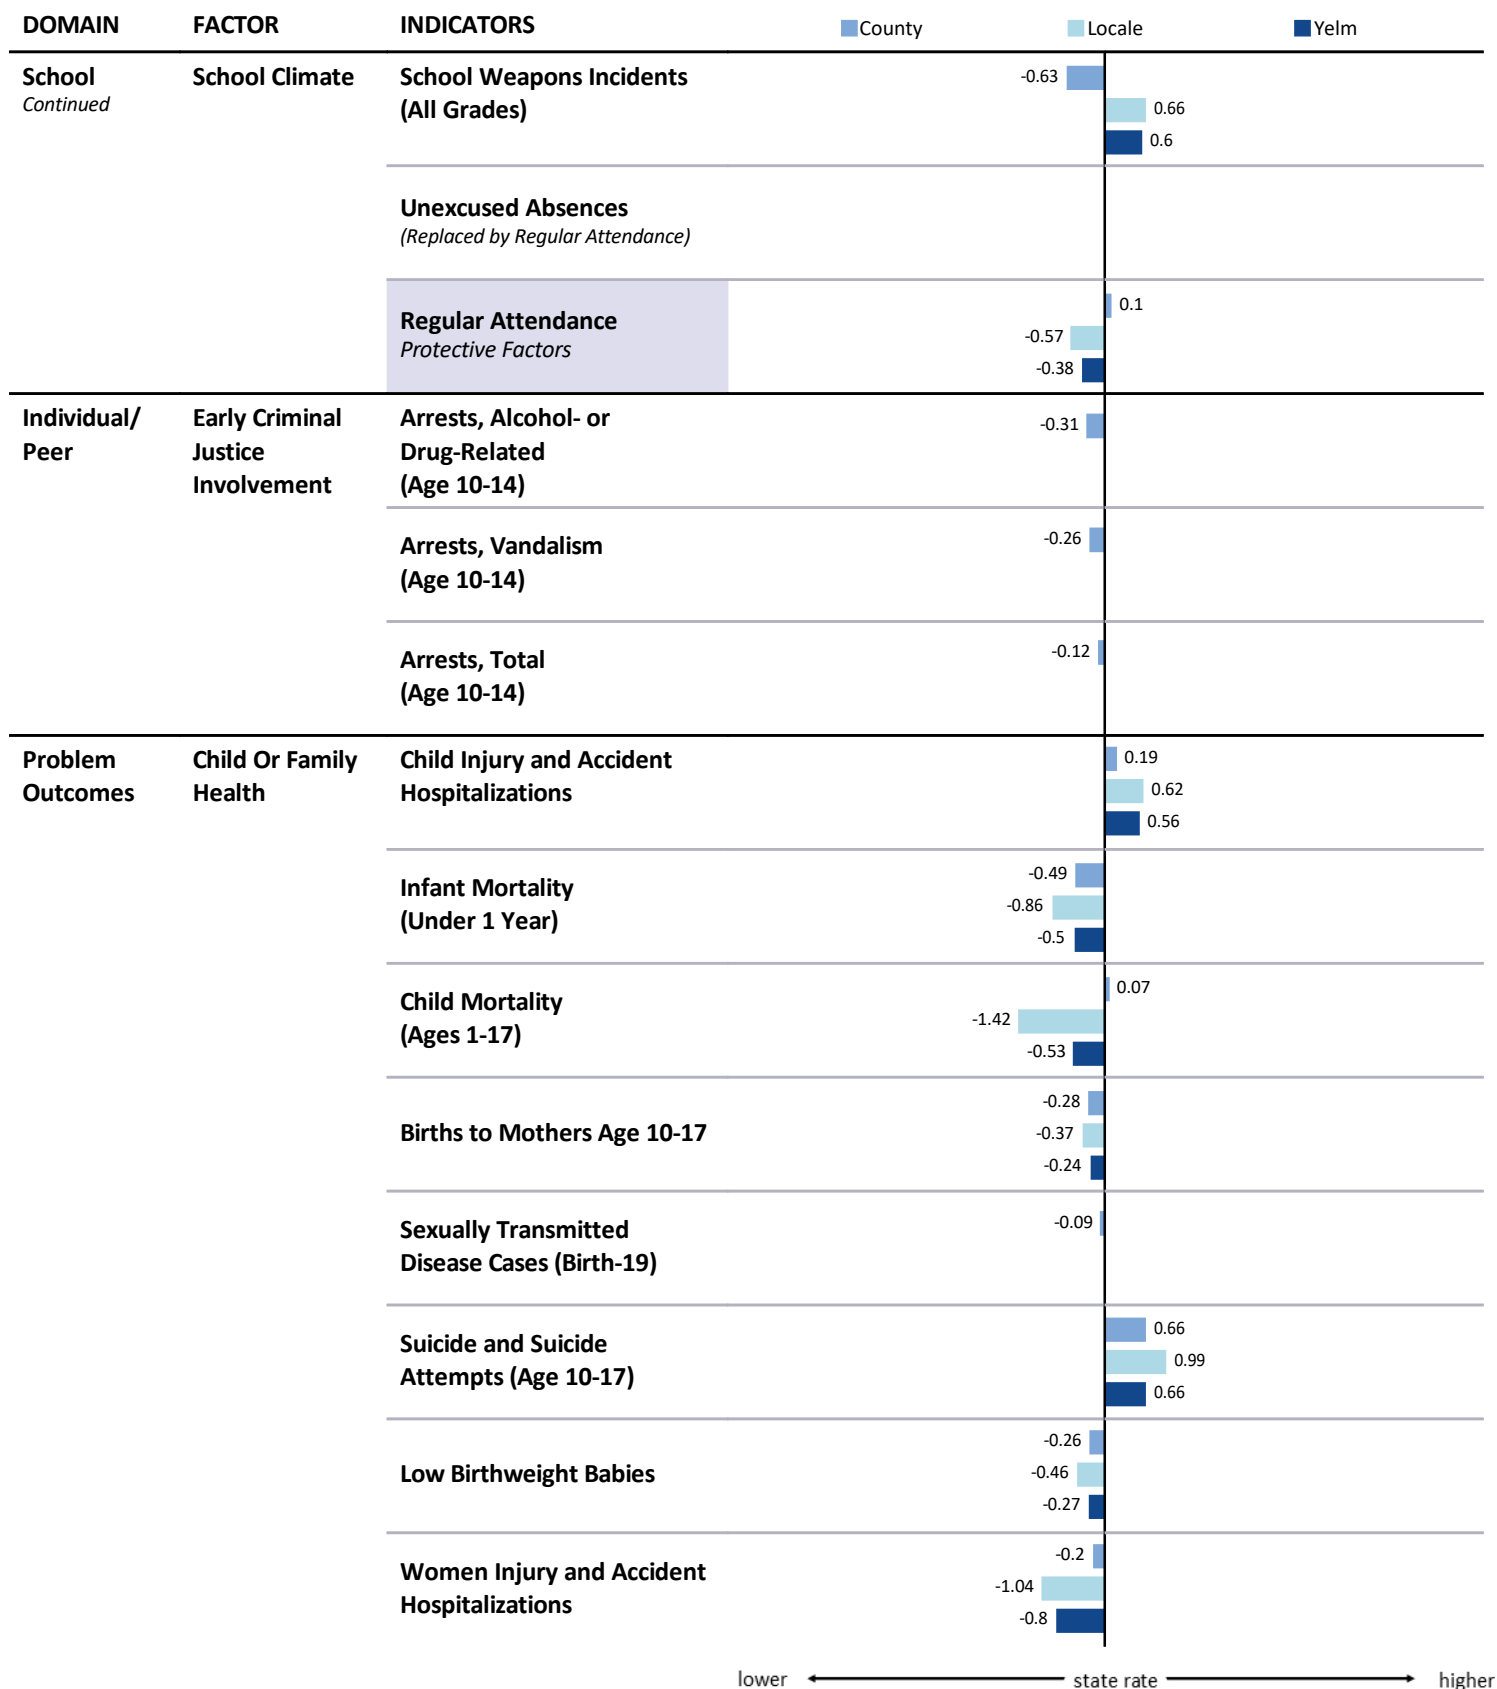 DOMAIN FACTOR INDICATORS County Locale Yelm
School School Climate School Weapons Incidents -0.63
Continued (All Grades) 0.66
0.6
Unexcused Absences
(Replaced by Regular Attendance)
0.1
Regular Attendance -0.57
Protective Factors -0.38
Individual/ Early Criminal Arrests, Alcohol- or -0.31
Peer Justice Drug-Related
Involvement (Age 10-14)
Arrests, Vandalism -0.26
(Age 10-14)
Arrests, Total -0.12
(Age 10-14)
Problem Child Or Family Child Injury and Accident 0.19
Outcomes Health Hospitalizations 0.62
0.56
-0.49
Infant Mortality -0.86
(Under 1 Year) -0.5
0.07
Child Mortality -1.42
(Ages 1-17) -0.53
-0.28
Births to Mothers Age 10-17 -0.37
-0.24
Sexually Transmitted -0.09
Disease Cases (Birth-19)
0.66
Suicide and Suicide 0.99
Attempts (Age 10-17) 0.66
-0.26
Low Birthweight Babies -0.46
-0.27
-0.2
Women Injury and Accident -1.04
Hospitalizations -0.8
lower state rate higher